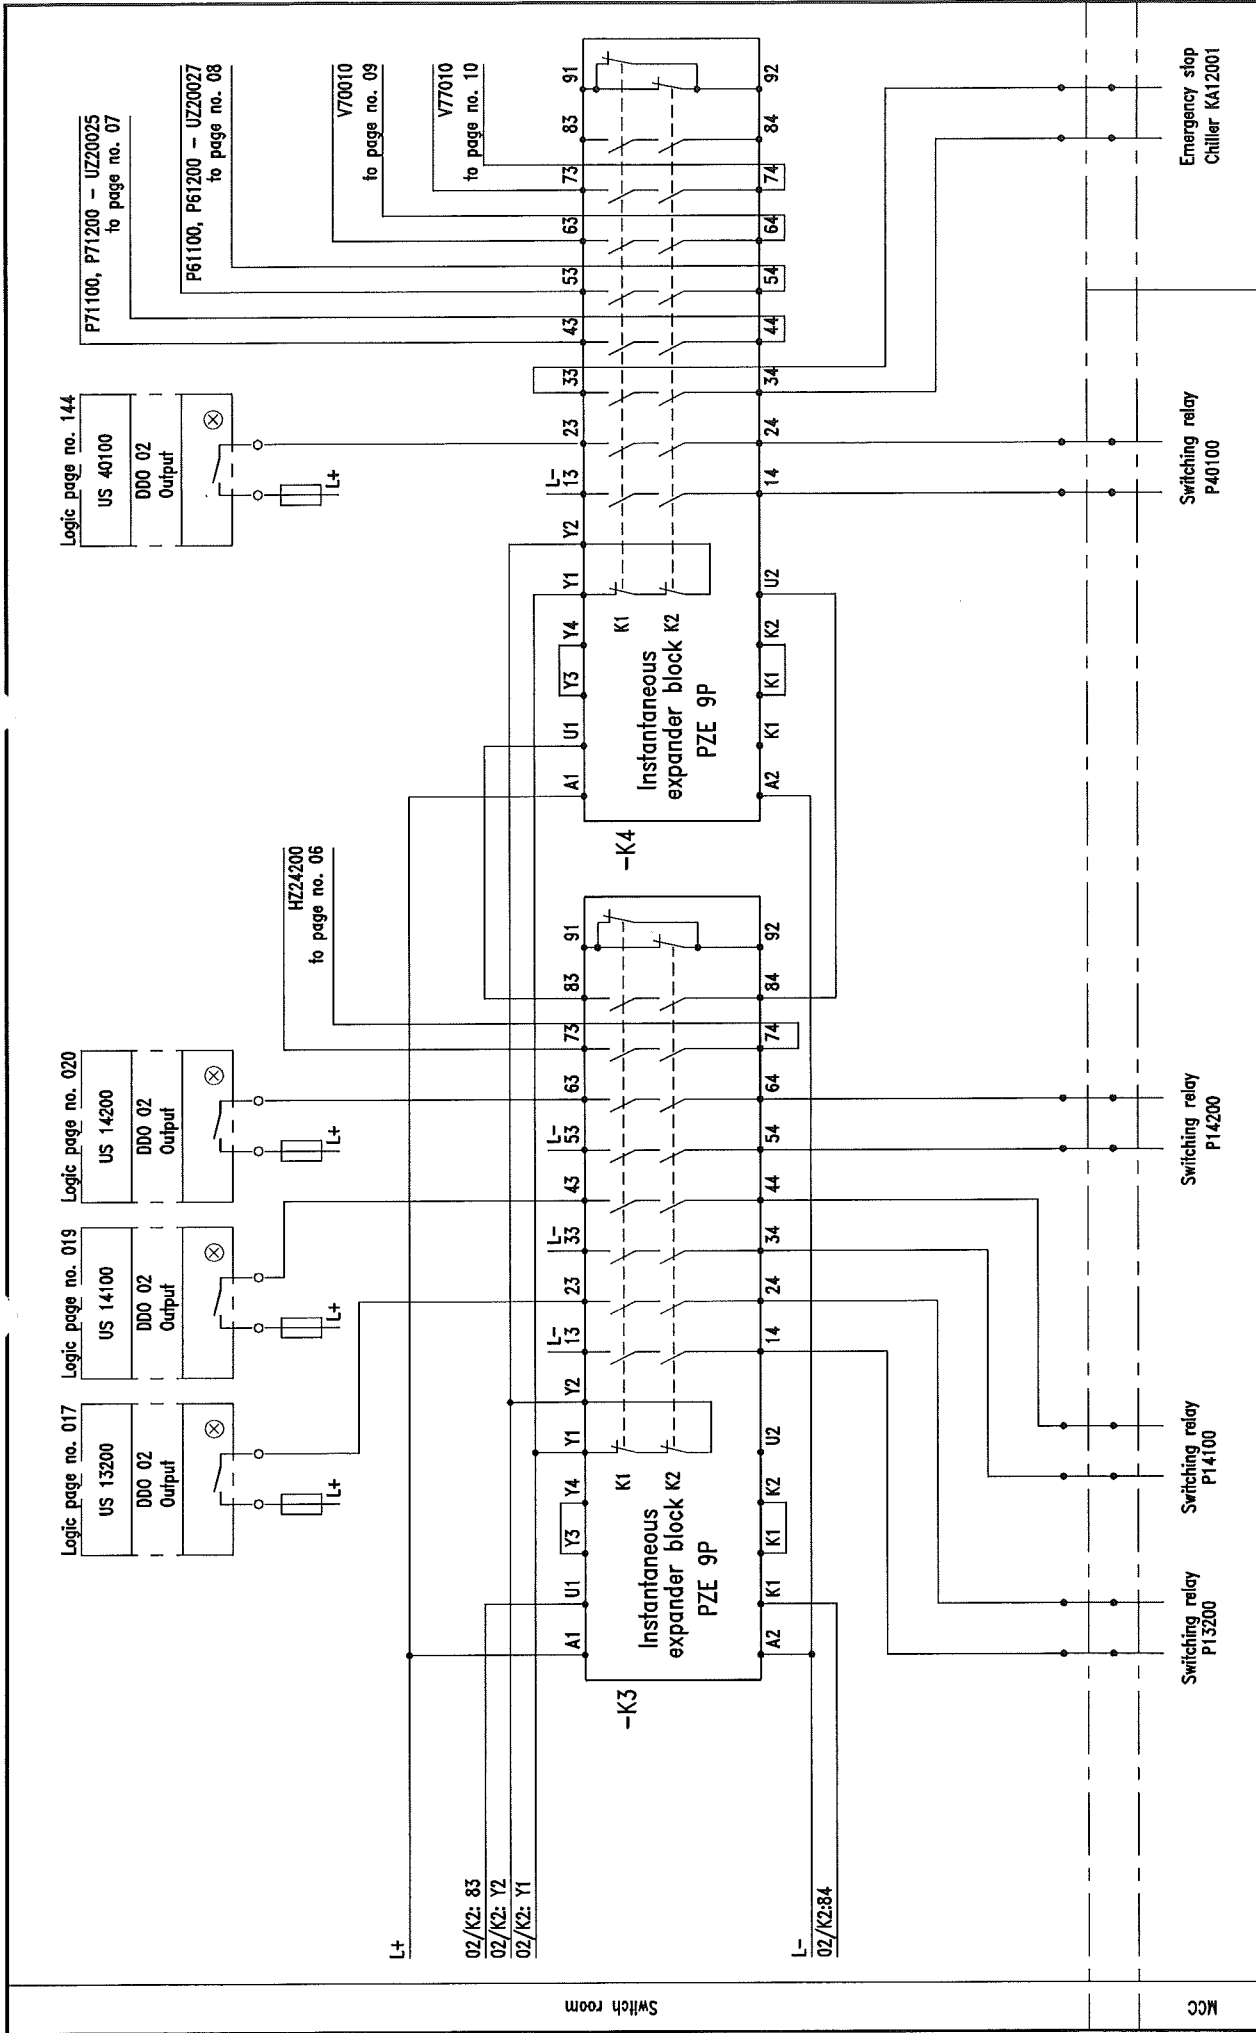 Logic page no. 017
US 13200
DDO 02
Output
L+
Logic page no. 019
US 14100
DDO 02
Output
L+
Logic page no. 020
US 14200
DDO 02
Output
L+
Logic page no. 144
US 40100
DDO 02
Output
L+
HZ24200
to page no. 06
P71100, P71200 - UZ20025
to page no. 07
P61100, P61200 - UZ20027
to page no. 08
V70010
to page no. 09
V77010
to page no. 10
L+
02/K2: 83
02/K2: Y2
02/K2: Y1
L-
02/K2:84
-K3
A1 U1 Y3 Y4 Y1 Y2 L- 13 23 L- 33 43 L- 53 63 73 83 91
Instantaneous
expander block
PZE 9P
K1
K2
A2 K1 K1 K2 U2 14 24 34 44 54 64 74 84 92
-K4
A1 U1 Y3 Y4 Y1 Y2 L- 13 23 33 43 53 63 73 83 91
Instantaneous
expander block
PZE 9P
K1
K2
A2 K1 K1 K2 U2 14 24 34 44 54 64 74 84 92
Switching relay
P13200
Switching relay
P14100
Switching relay
P14200
Switching relay
P40100
Emergency stop
Chiller KA12001
Switch room
MCC